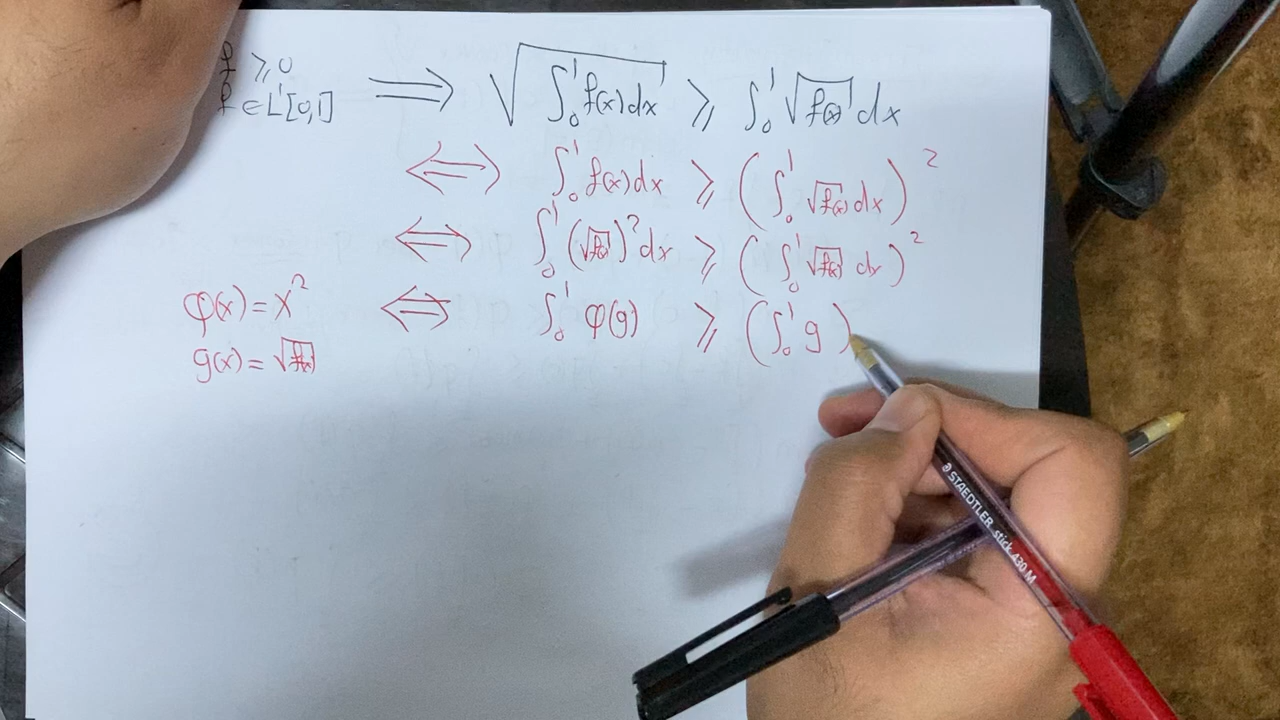 f ⩾ 0
f ∈ L¹[0,1] ⟹ √(∫₀¹ f(x)dx) ⩾ ∫₀¹ √f(x) dx
⟺ ∫₀¹ f(x)dx ⩾ (∫₀¹ √f(x) dx)²
⟺ ∫₀¹ (√f(x))² dx ⩾ (∫₀¹ √f(x) dx)²
φ(x) = x² ⟺ ∫₀¹ φ(g) ⩾ (∫₀¹ g)
g(x) = √f(x)
STAEDTLER stick 430 M